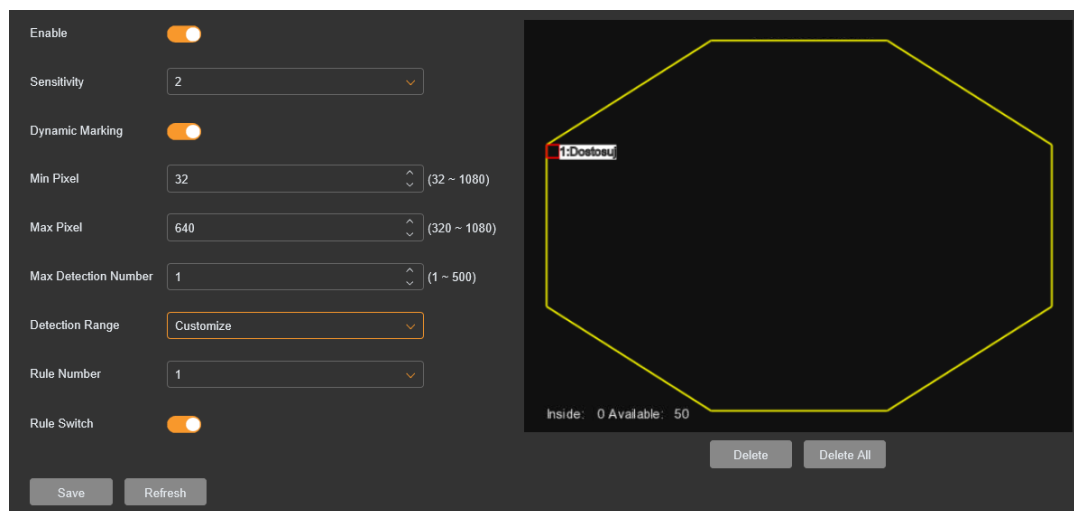 Enable
Sensitivity 2
Dynamic Marking
Min Pixel 32 (32 ~ 1080)
Max Pixel 640 (320 ~ 1080)
Max Detection Number 1 (1 ~ 500)
Detection Range Customize
Rule Number 1
Rule Switch
Save Refresh
1:Dostosuj
Inside: 0 Available: 50
Delete Delete All